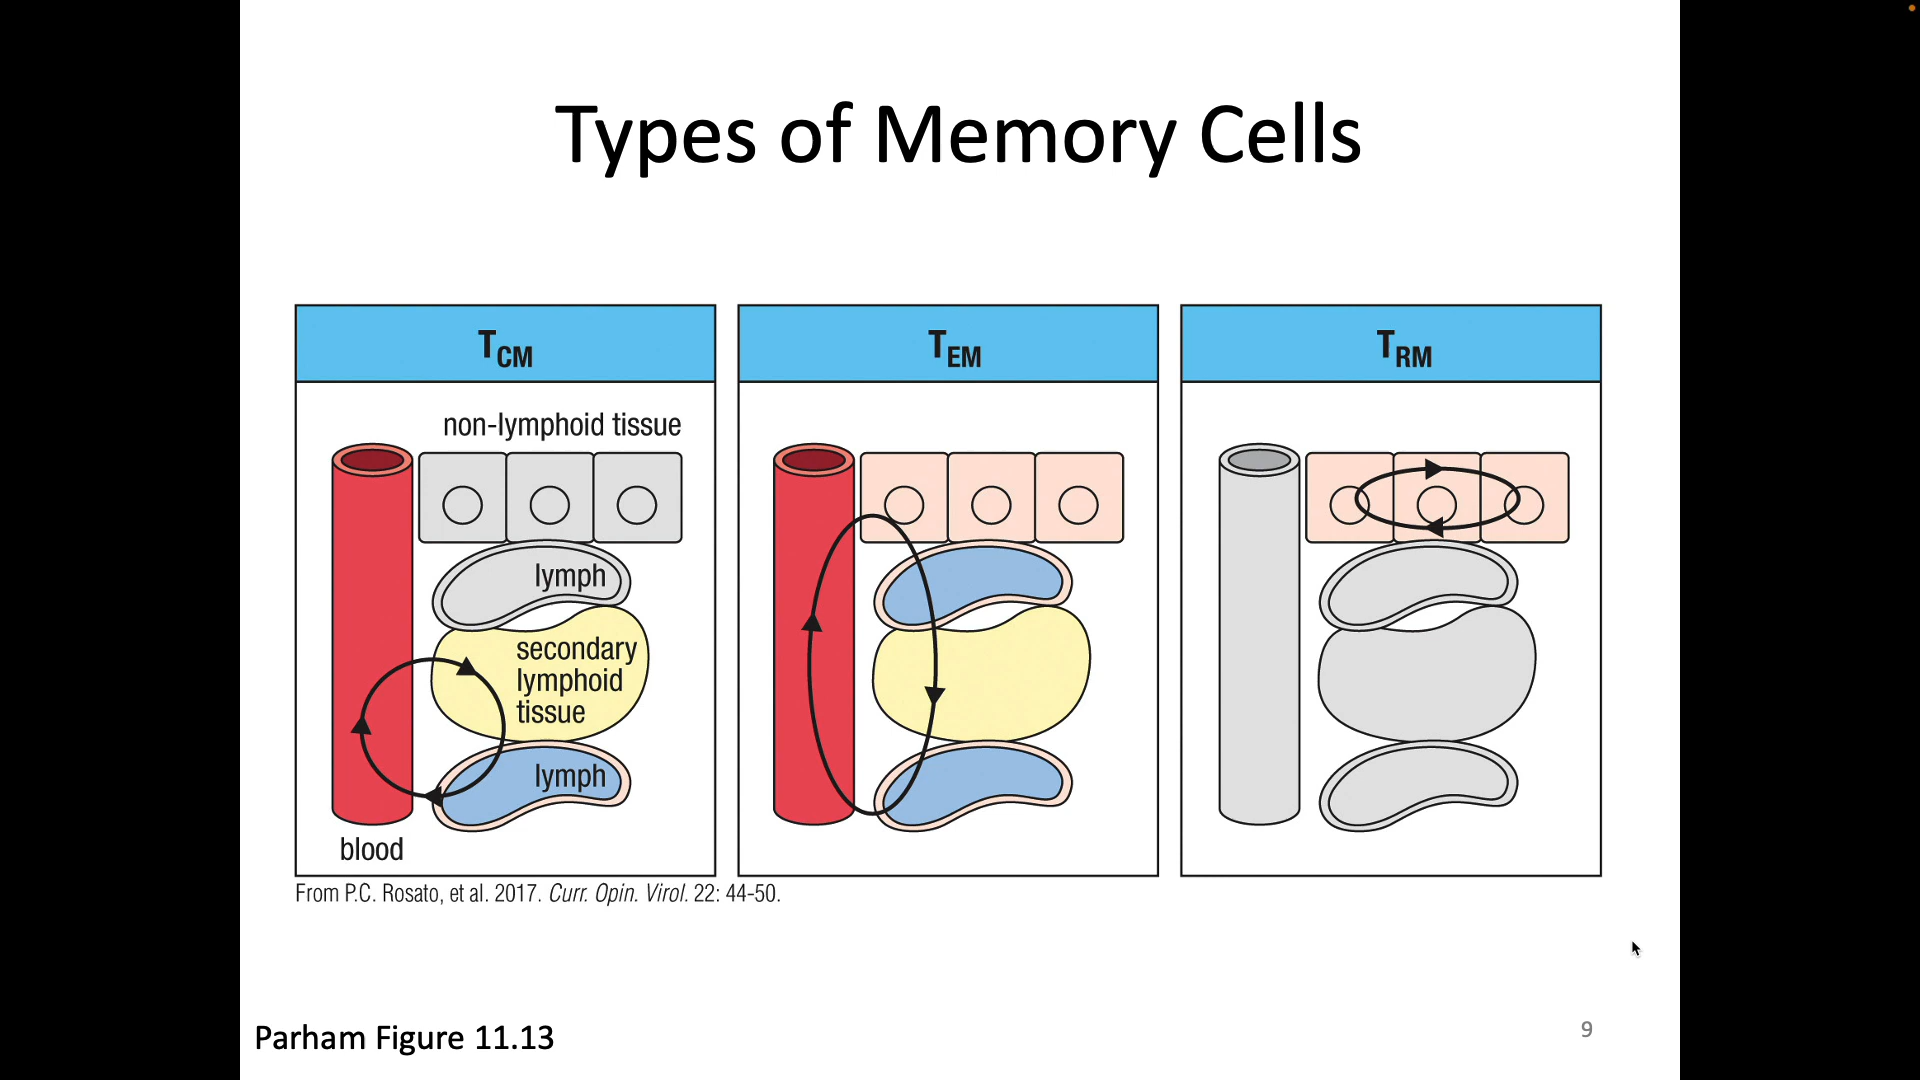 Types of Memory Cells
TCM
non-lymphoid tissue
lymph
secondary
lymphoid
tissue
lymph
blood
TEM
TRM
From P.C. Rosato, et al. 2017. Curr. Opin. Virol. 22: 44-50.
Parham Figure 11.13
9